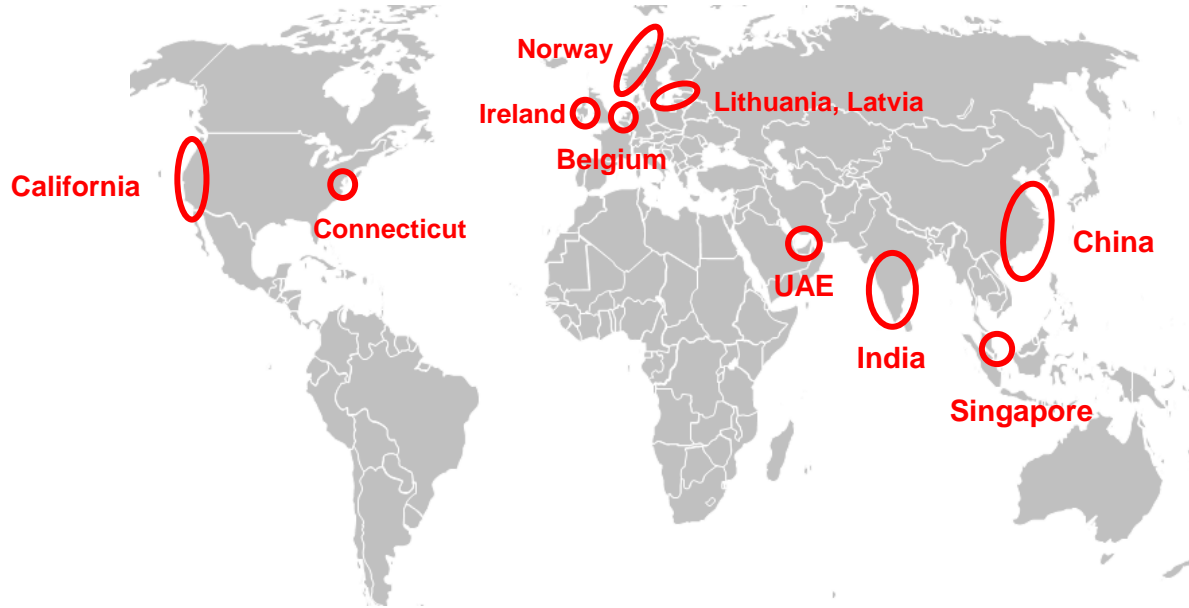 Norway
Ireland
Lithuania, Latvia
Belgium
California
Connecticut
China
UAE
India
Singapore